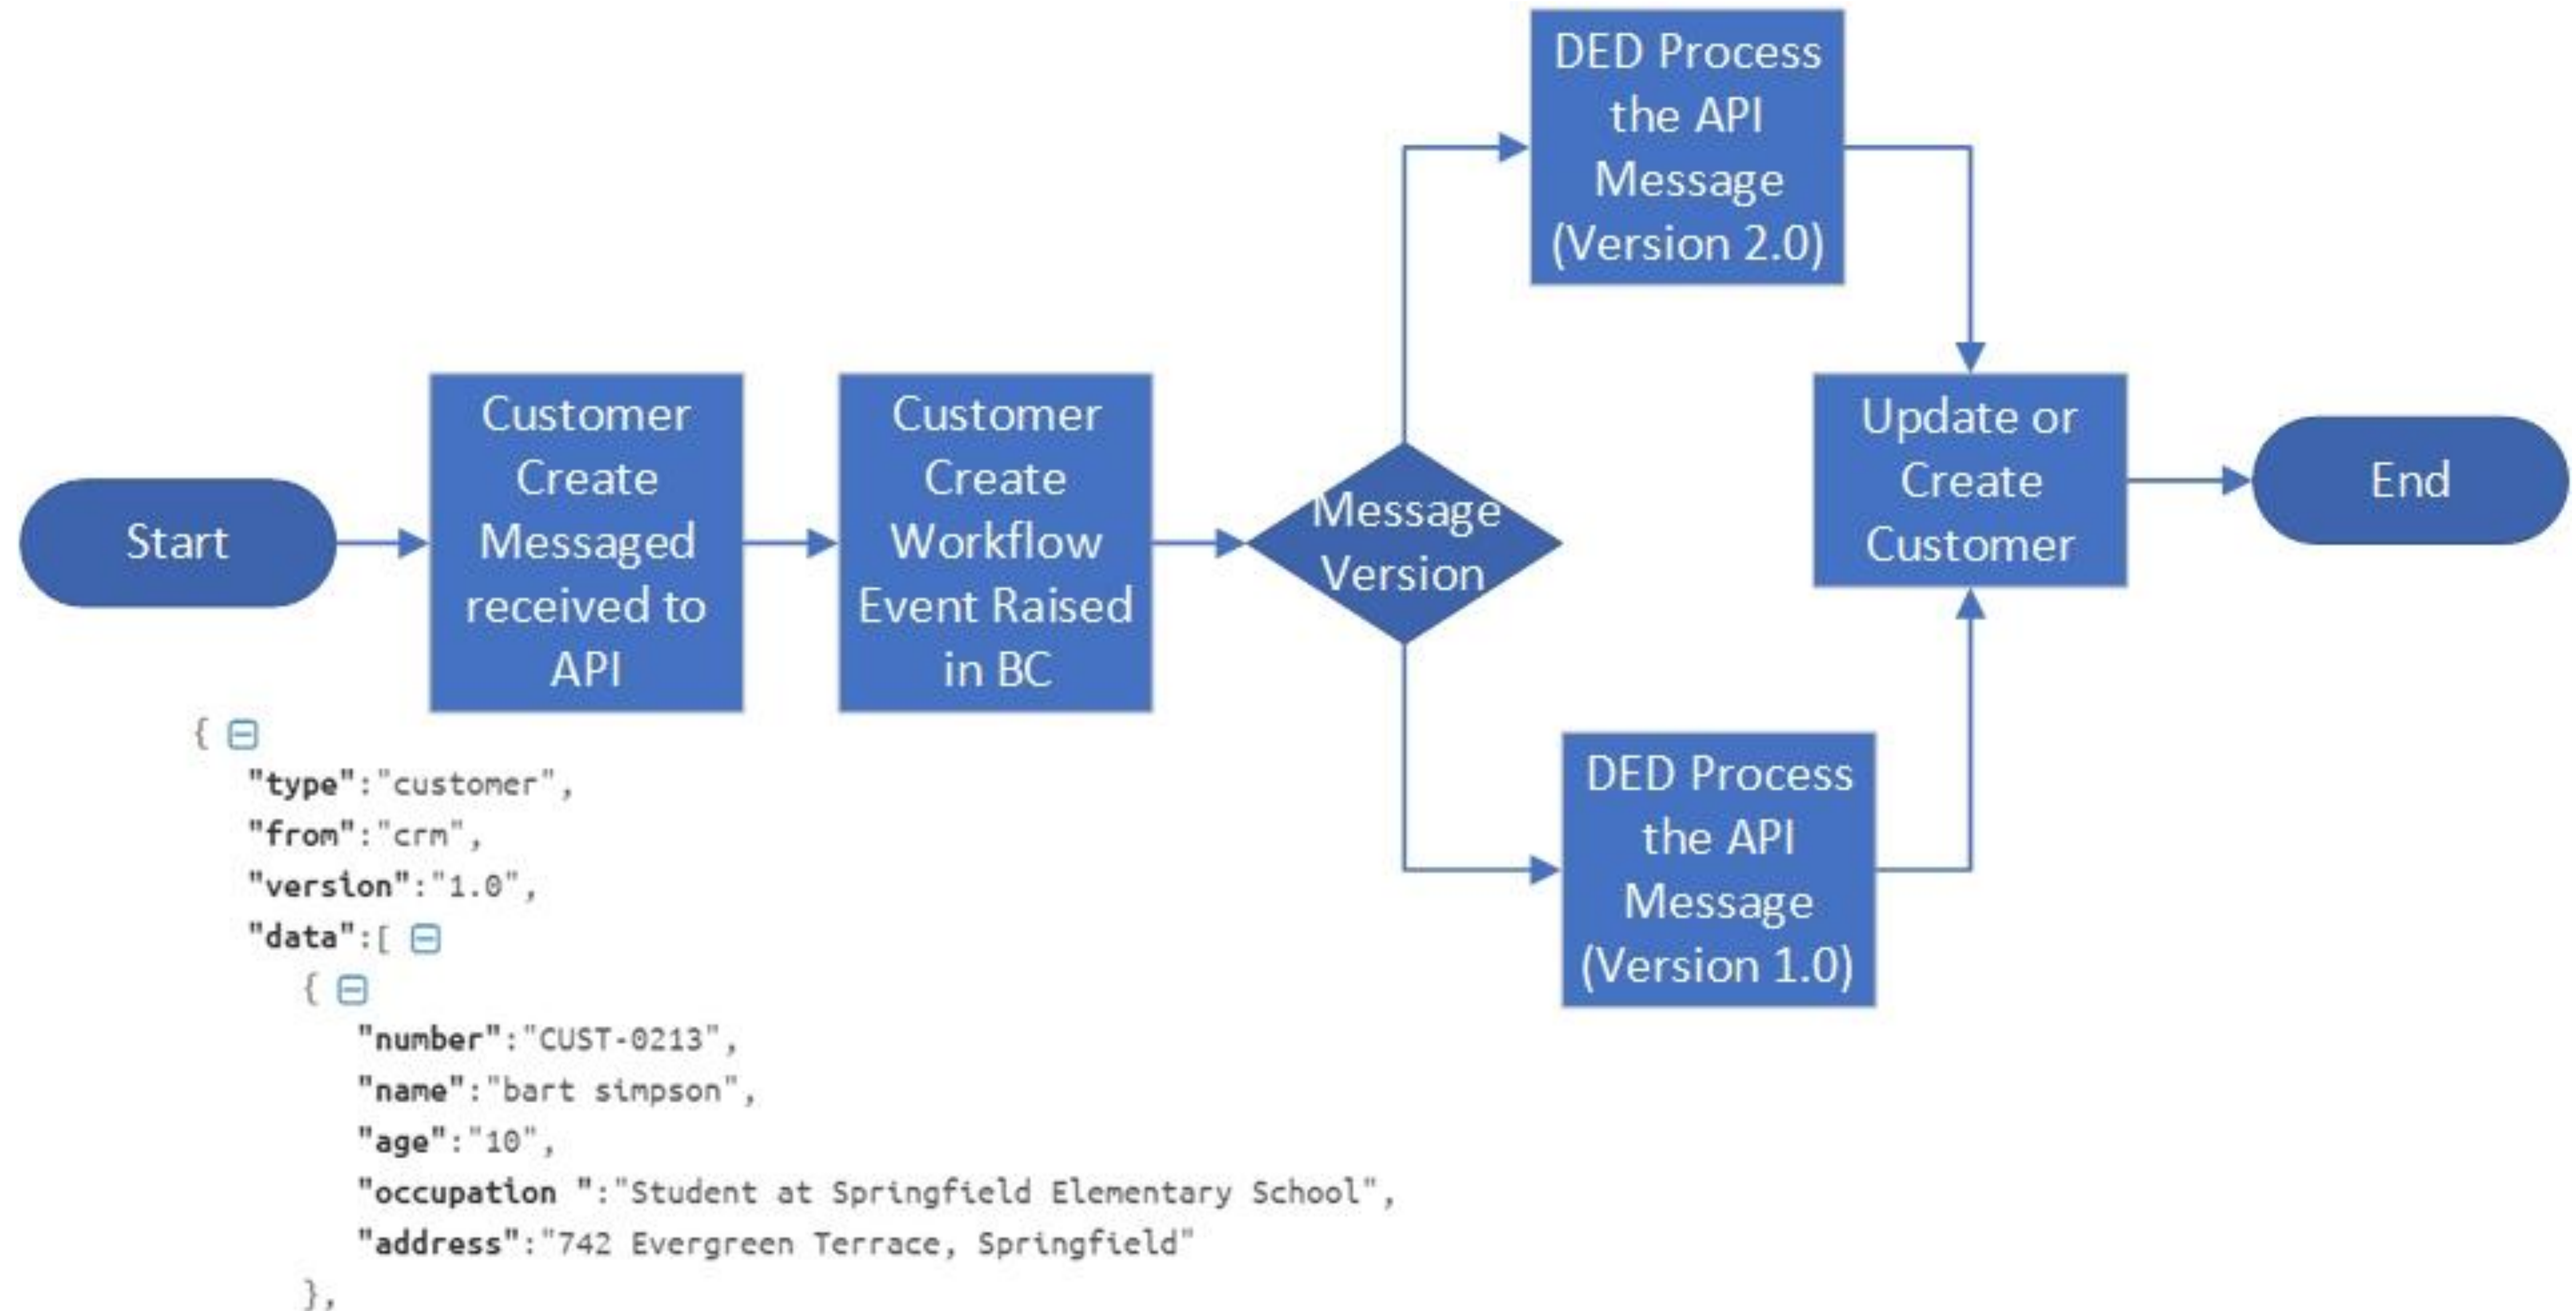 Start
Customer
Create
Messaged
received to
API
Customer
Create
Workflow
Event Raised
in BC
Message
Version
DED Process
the API
Message
(Version 2.0)
DED Process
the API
Message
(Version 1.0)
Update or
Create
Customer
End
{
"type":"customer",
"from":"crm",
"version":"1.0",
"data":[
{
"number":"CUST-0213",
"name":"bart simpson",
"age":"10",
"occupation ":"Student at Springfield Elementary School",
"address":"742 Evergreen Terrace, Springfield"
},